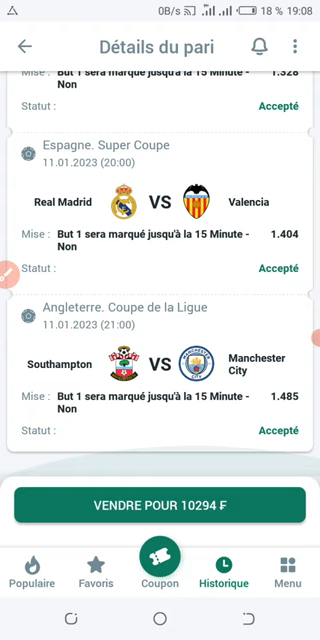 0B/s 18 % 19:08
Détails du pari
Mise : But 1 sera marqué jusqu'à la 15 Minute - 1.328
Non
Statut : Accepté
Espagne. Super Coupe
11.01.2023 (20:00)
Real Madrid VS Valencia
Mise : But 1 sera marqué jusqu'à la 15 Minute - 1.404
Non
Statut : Accepté
Angleterre. Coupe de la Ligue
11.01.2023 (21:00)
Southampton VS Manchester
City
Mise : But 1 sera marqué jusqu'à la 15 Minute - 1.485
Non
Statut : Accepté
VENDRE POUR 10294 ₣
Populaire Favoris Coupon Historique Menu